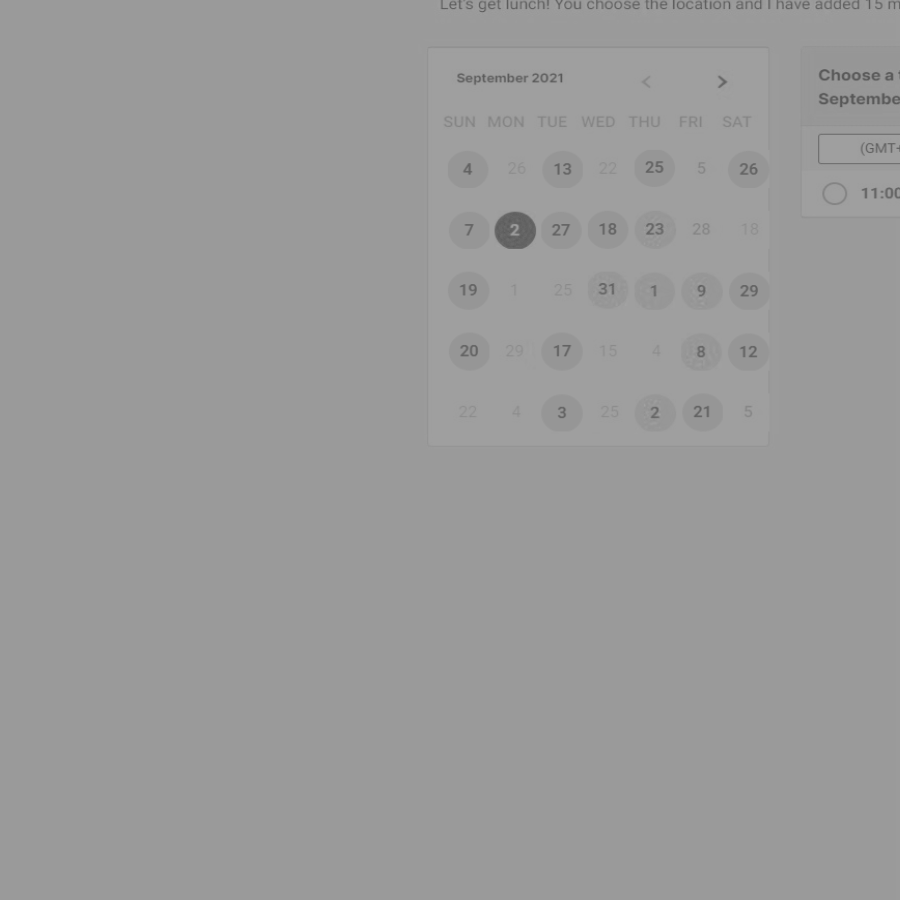 Let's get lunch! You choose the location and I have added 15
September 2021
SUN MON TUE WED THU FRI SAT
4 26 13 22 25 5 26
7 2 27 18 23 28 18
19 1 25 31 1 9 29
20 29 17 15 4 8 12
22 4 3 25 2 21 5
Choose a
Septembe
(GMT+
11:00